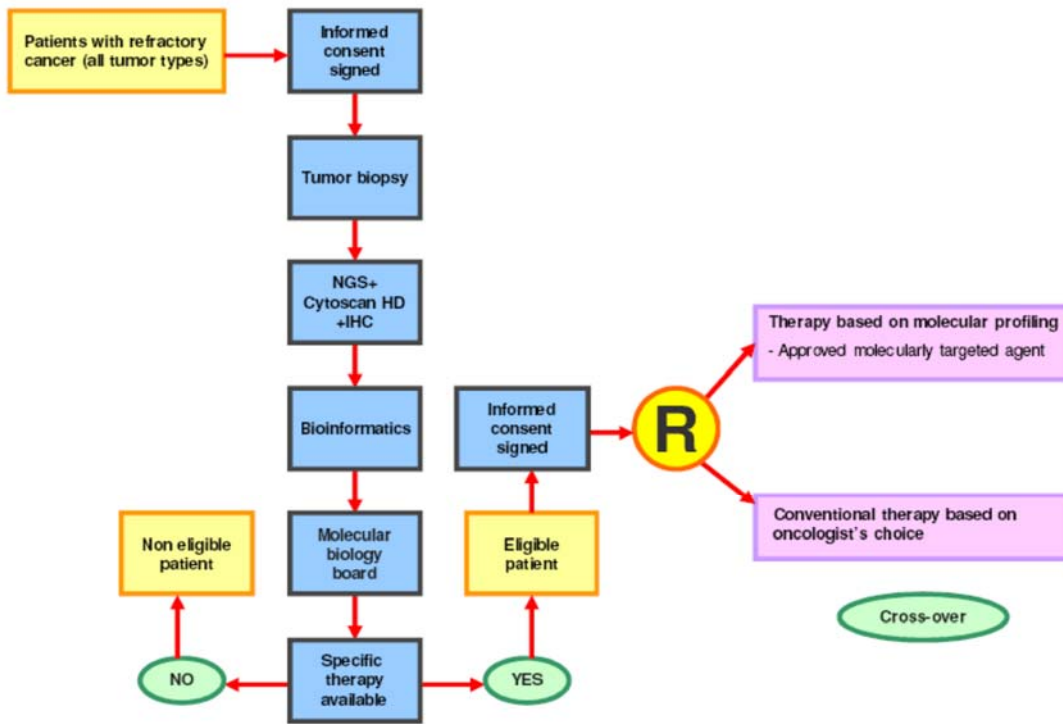 Patients with refractory
cancer (all tumor types)
Informed
consent
signed
Tumor biopsy
NGS+
Cytoscan HD
+IHC
Bioinformatics
Molecular
biology
board
Specific
therapy
available
NO
Non eligible
patient
YES
Eligible
patient
Informed
consent
signed
R
Therapy based on molecular profiling
- Approved molecularly targeted agent
Conventional therapy based on
oncologist's choice
Cross-over